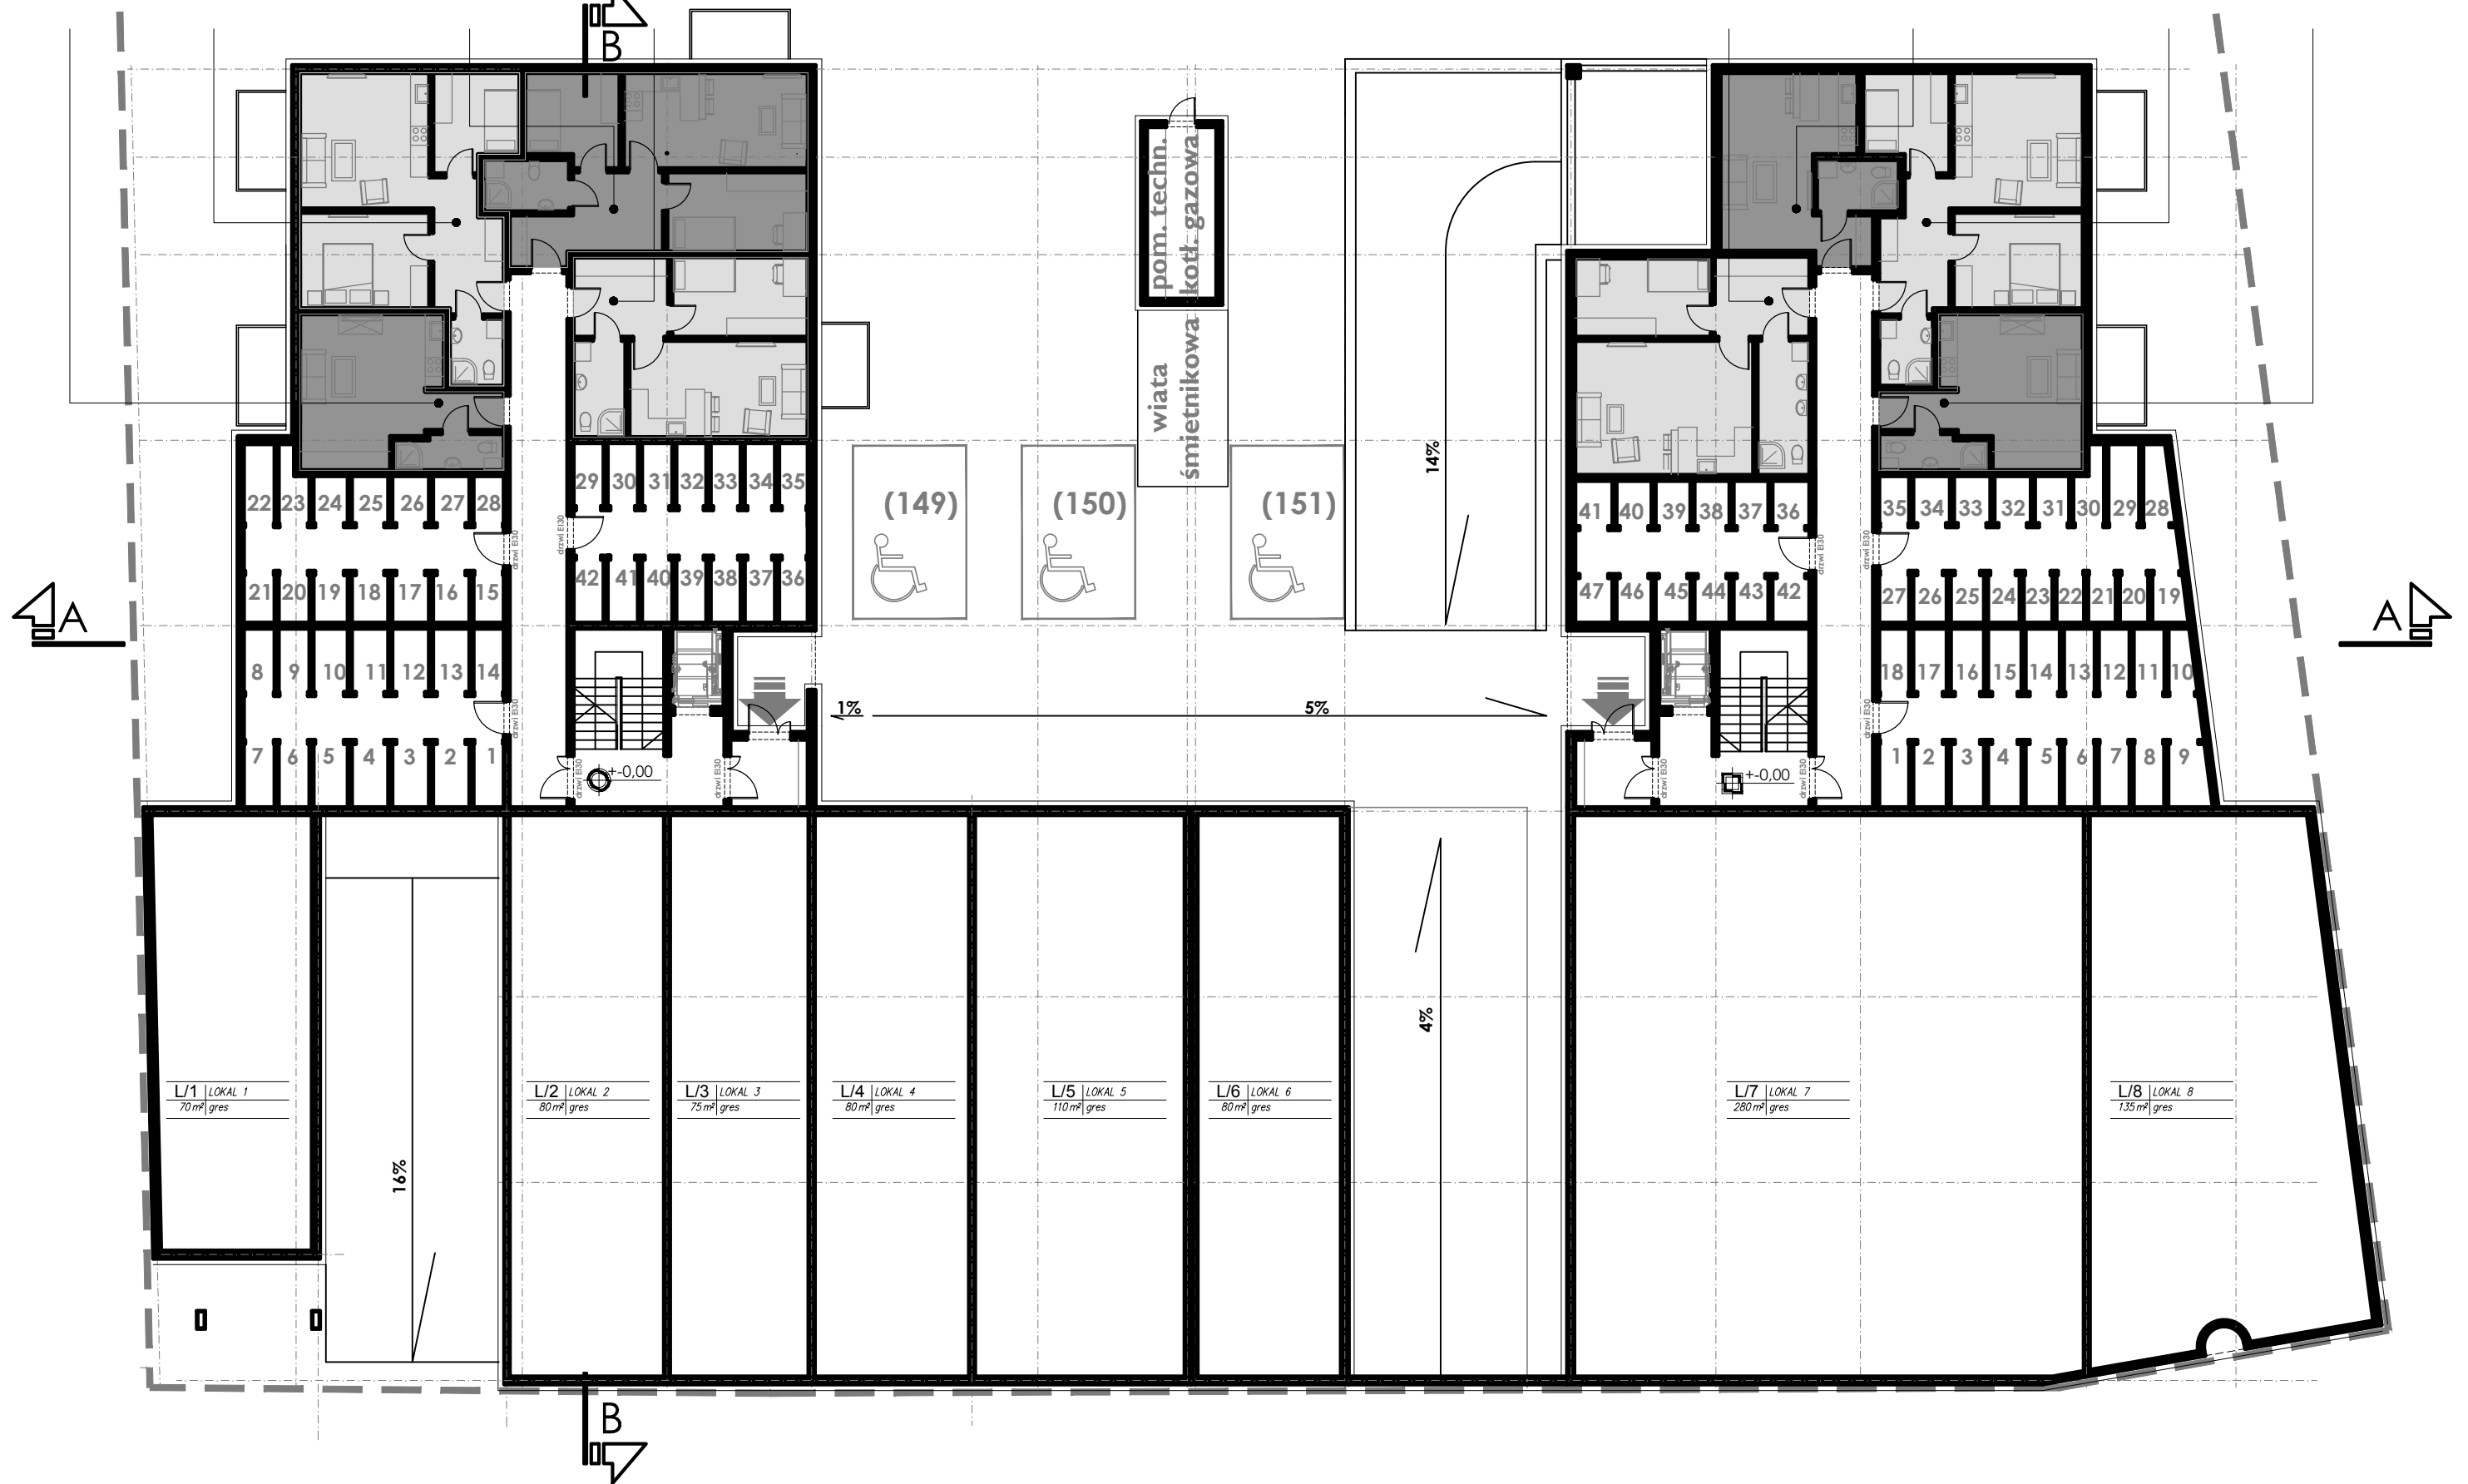 B
pom. techn.
kotł. gazowa
wiata
śmietnikowa
14%
(149)
(150)
(151)
22 23 24 25 26 27 28
29 30 31 32 33 34 35
41 40 39 38 37 36
35 34 33 32 31 30 29 28
drzwi EI30
drzwi EI30
drzwi EI30
drzwi EI30
21 20 19 18 17 16 15
42 41 40 39 38 37 36
47 46 45 44 43 42
27 26 25 24 23 22 21 20 19
A
A
8 9 10 11 12 13 14
18 17 16 15 14 13 12 11 10
drzwi EI30
drzwi EI30
1%
5%
7 6 5 4 3 2 1
1 2 3 4 5 6 7 8 9
drzwi EI30
+-0,00
drzwi EI30
drzwi EI30
+-0,00
drzwi EI30
4%
16%
L/1 LOKAL 1
70 m² gres
L/2 LOKAL 2
80 m² gres
L/3 LOKAL 3
75 m² gres
L/4 LOKAL 4
80 m² gres
L/5 LOKAL 5
110 m² gres
L/6 LOKAL 6
80 m² gres
L/7 LOKAL 7
280 m² gres
L/8 LOKAL 8
135 m² gres
B